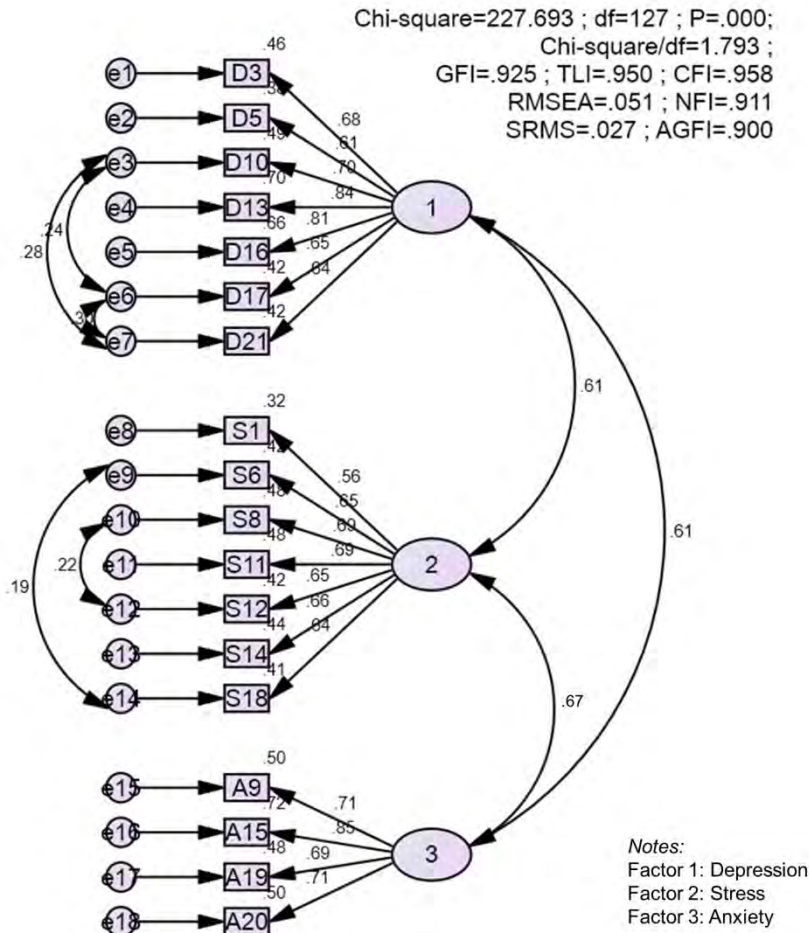 Chi-square=227.693 ; df=127 ; P=.000;
Chi-square/df=1.793 ;
GFI=.925 ; TLI=.950 ; CFI=.958
RMSEA=.051 ; NFI=.911
SRMS=.027 ; AGFI=.900
.46
e1 D3
.68
e2 D5
.61
.49
e3 D10
.70
.70
e4 D13
.84
1
.66
.81
e5 D16
.65
.42
e6 D17
.64
.42
e7 D21
.24
.28
.61
.61
.32
e8 S1
.56
.42
e9 S6
.65
.48
e10 S8
.69
.48
e11 S11
.69
2
.42
.65
e12 S12
.66
.44
e13 S14
.64
.41
e14 S18
.22
.19
.67
.50
e15 A9
.71
.72
e16 A15
.85
3
.48
.69
e17 A19
.71
.50
e18 A20
Notes:
Factor 1: Depression
Factor 2: Stress
Factor 3: Anxiety